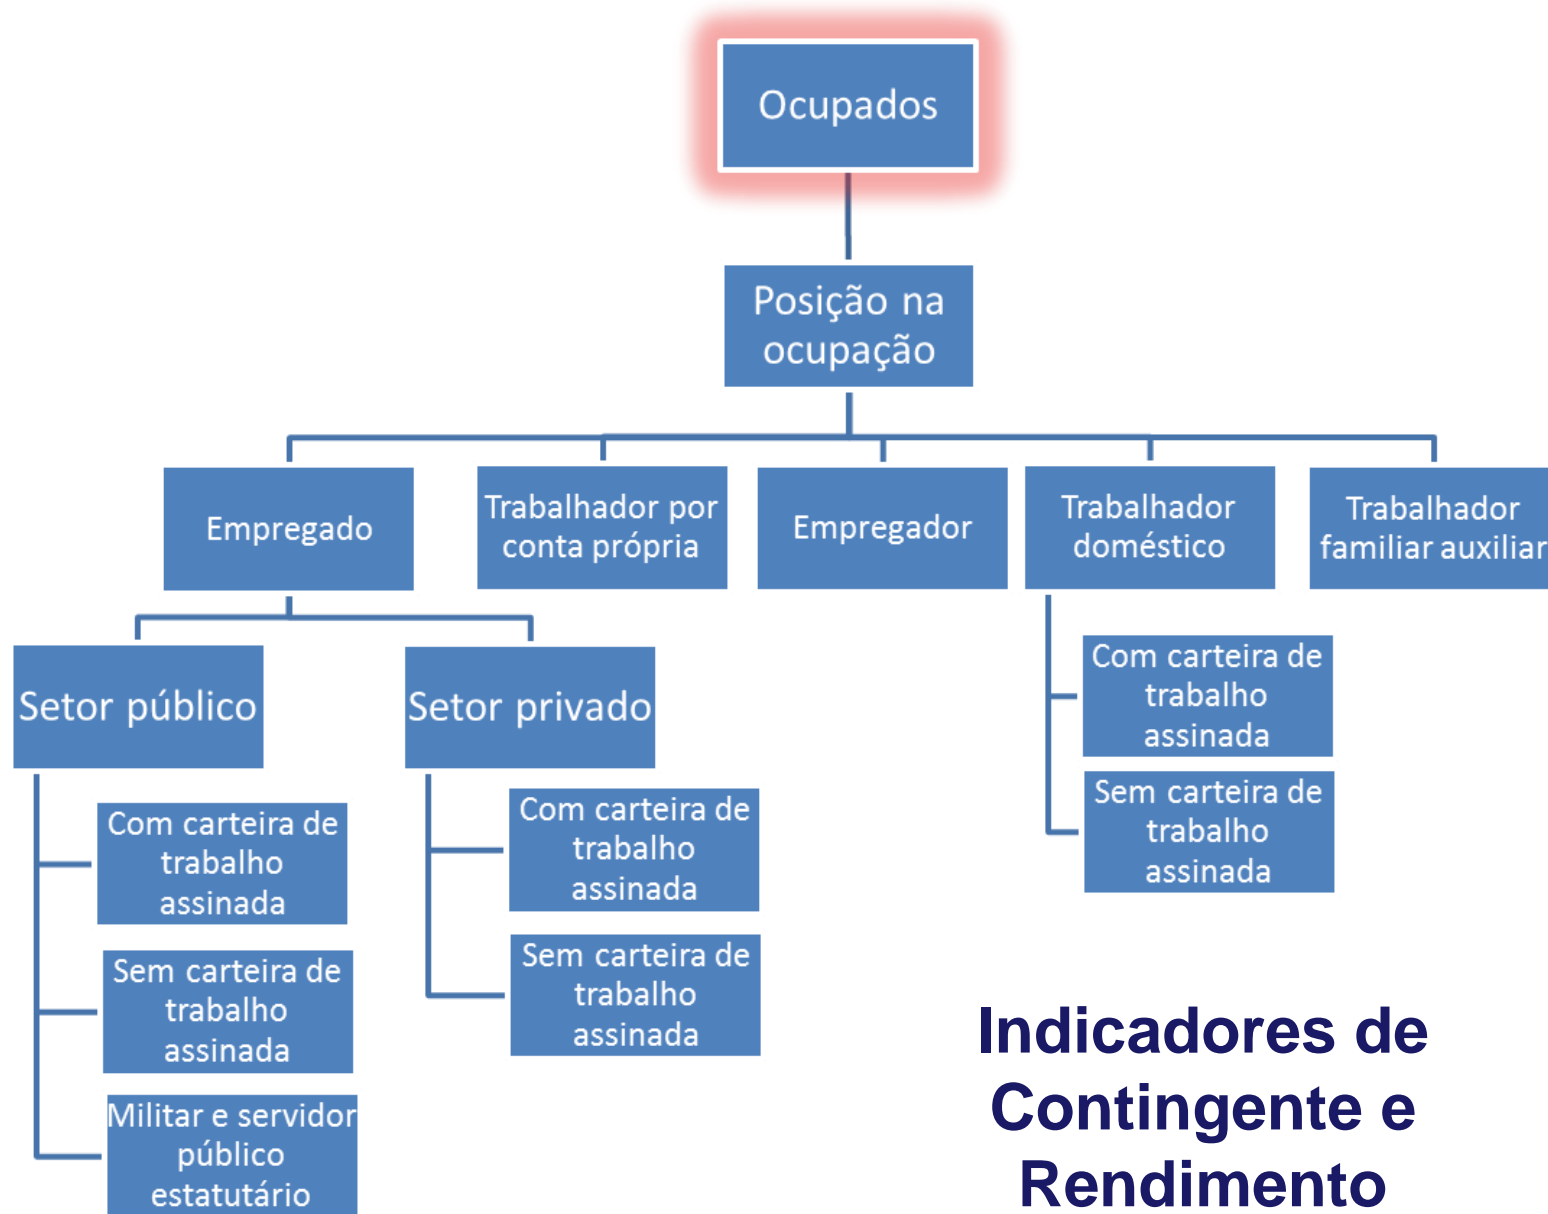 Ocupados
Posição na
ocupação
Empregado
Trabalhador por
conta própria
Empregador
Trabalhador
doméstico
Trabalhador
familiar auxiliar
Setor público
Setor privado
Com carteira de
trabalho
assinada
Sem carteira de
trabalho
assinada
Com carteira de
trabalho
assinada
Sem carteira de
trabalho
assinada
Militar e servidor
público
estatutário
Com carteira de
trabalho
assinada
Sem carteira de
trabalho
assinada
Indicadores de
Contingente e
Rendimento